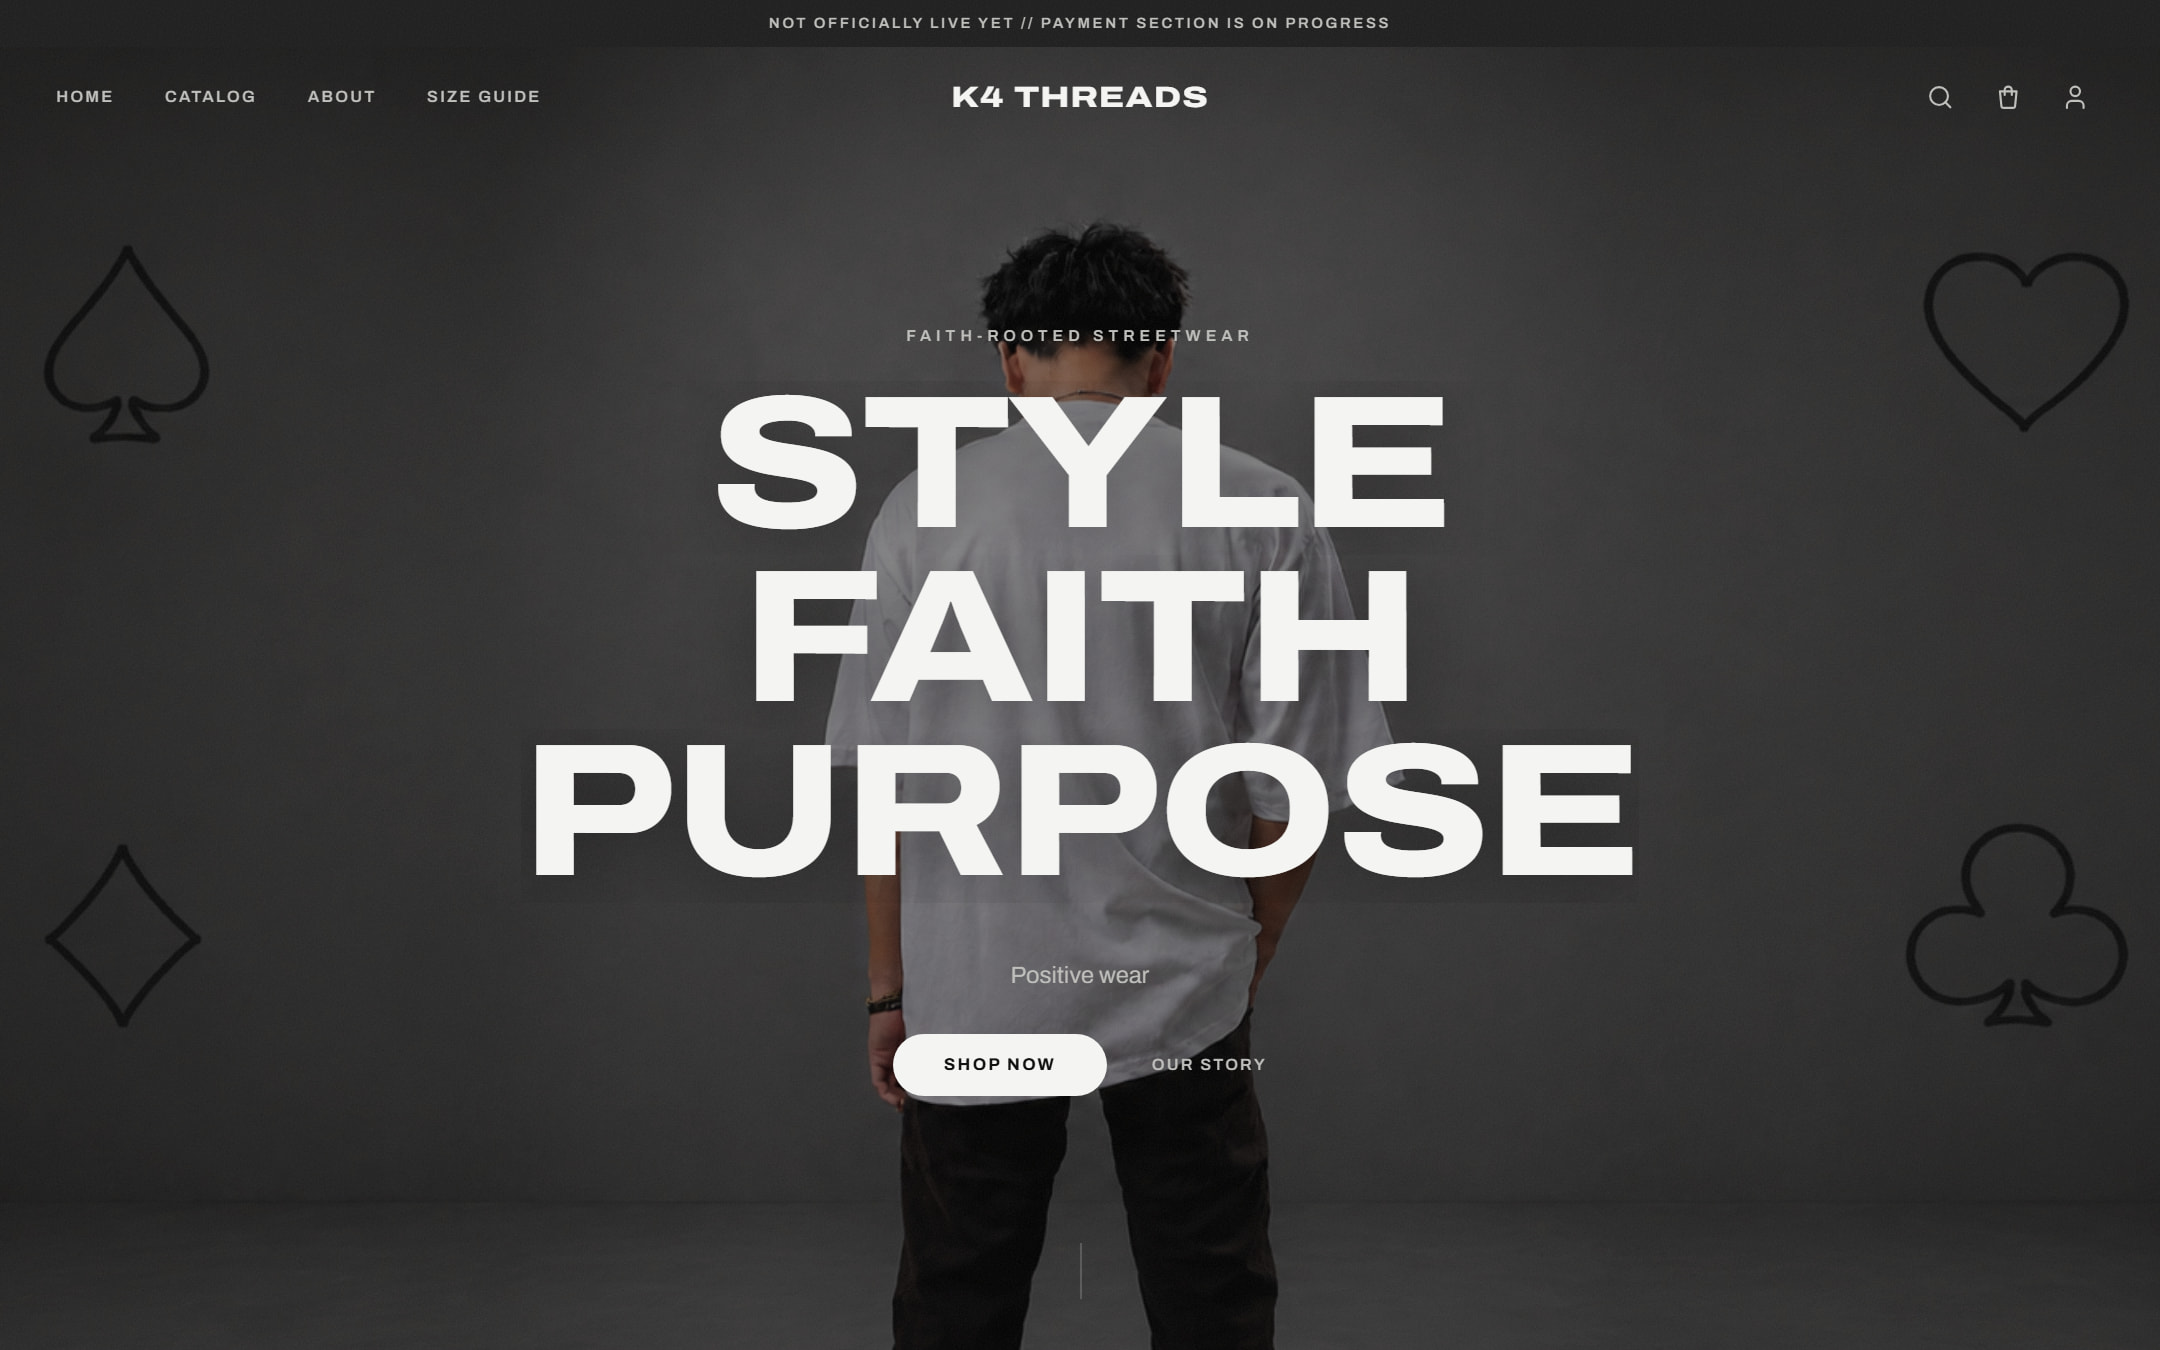 NOT OFFICIALLY LIVE YET // PAYMENT SECTION IS ON PROGRESS
HOME CATALOG ABOUT SIZE GUIDE K4 THREADS
FAITH-ROOTED STREETWEAR
STYLE
FAITH
PURPOSE
Positive wear
SHOP NOW OUR STORY